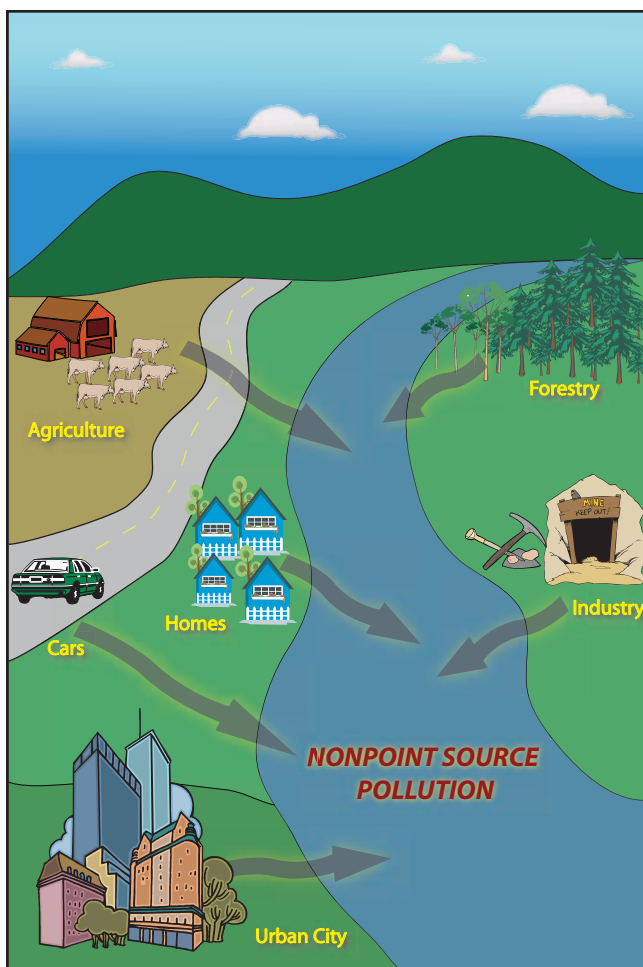 Agriculture
Forestry
MINE
KEEP OUT!
Homes
Industry
Cars
NONPOINT SOURCE
POLLUTION
Urban City